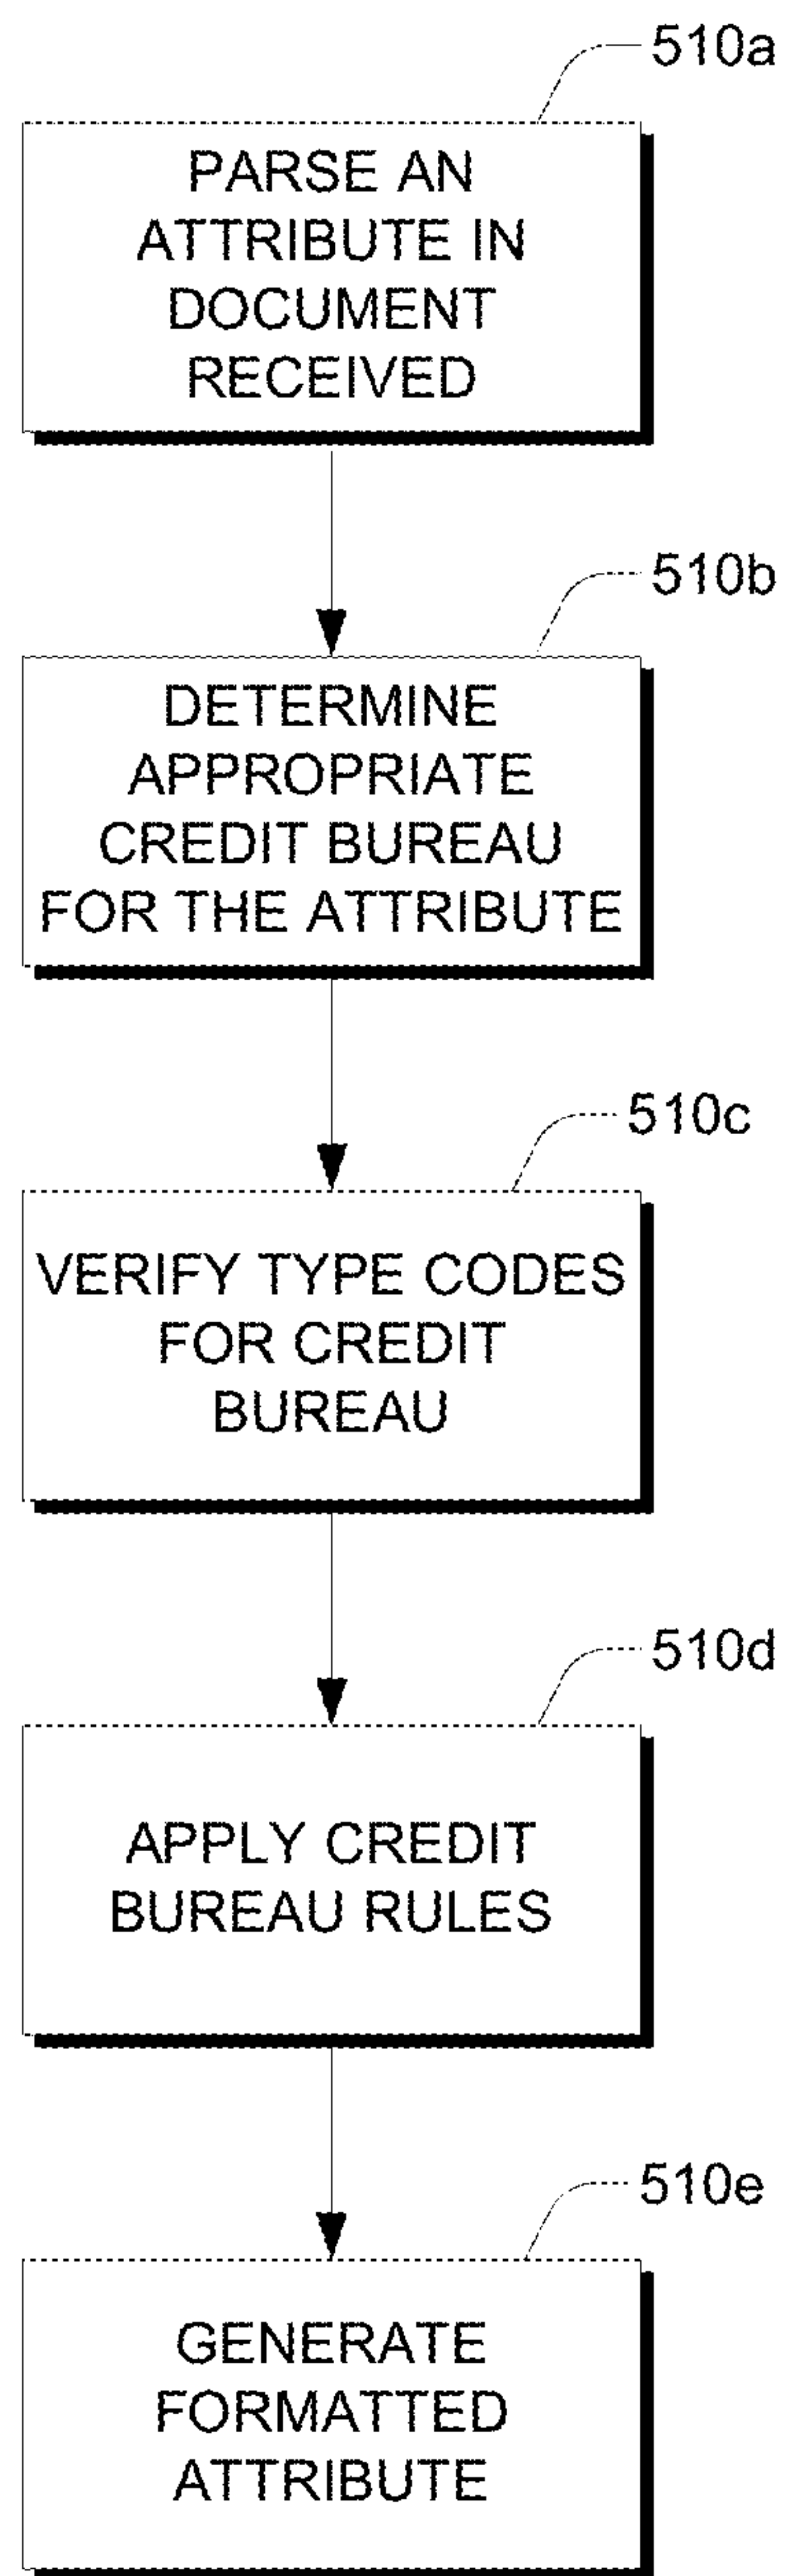 510a
PARSE AN
ATTRIBUTE IN
DOCUMENT
RECEIVED
510b
DETERMINE
APPROPRIATE
CREDIT BUREAU
FOR THE ATTRIBUTE
510c
VERIFY TYPE CODES
FOR CREDIT
BUREAU
510d
APPLY CREDIT
BUREAU RULES
510e
GENERATE
FORMATTED
ATTRIBUTE